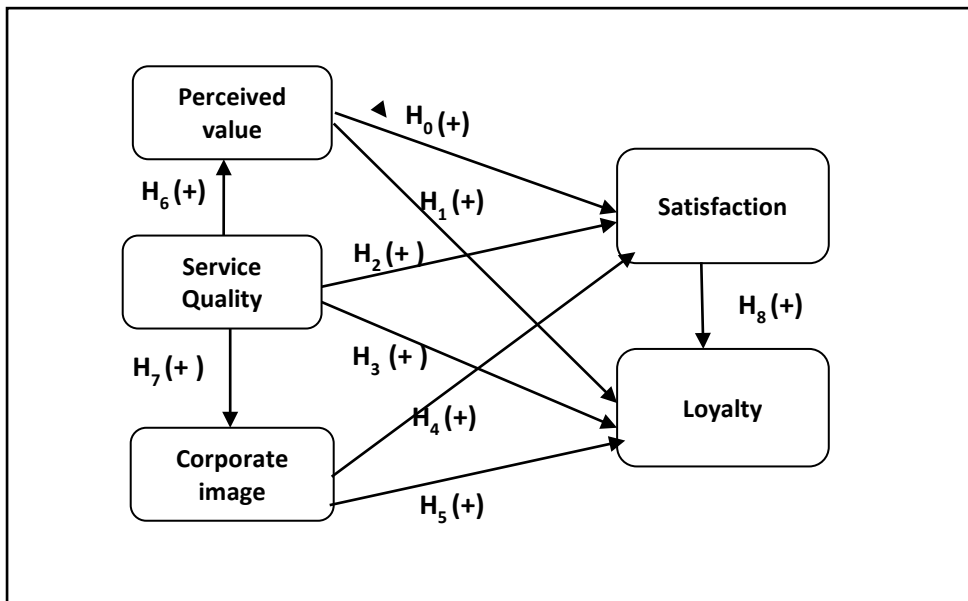 Perceived
value
H₀ (+)
H₆ (+)
H₁ (+)
Satisfaction
Service
Quality
H₂ (+ )
H₈ (+)
H₇ (+ )
H₃ (+ )
Loyalty
H₄ (+)
Corporate
image
H₅ (+)